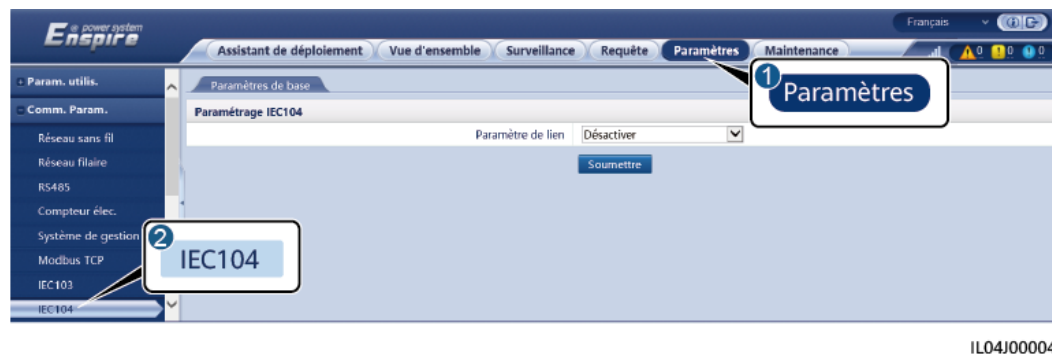 e power system
Enspire
Français
Assistant de déploiement
Vue d'ensemble
Surveillance
Requête
Paramètres
Maintenance
0
0
0
+ Param. utilis.
Paramètres de base
1
Paramètres
- Comm. Param.
Paramétrage IEC104
Réseau sans fil
Paramètre de lien
Désactiver
Réseau filaire
Soumettre
RS485
Compteur élec.
Système de gestion
2
IEC104
Modbus TCP
IEC103
IEC104
IL04J00004